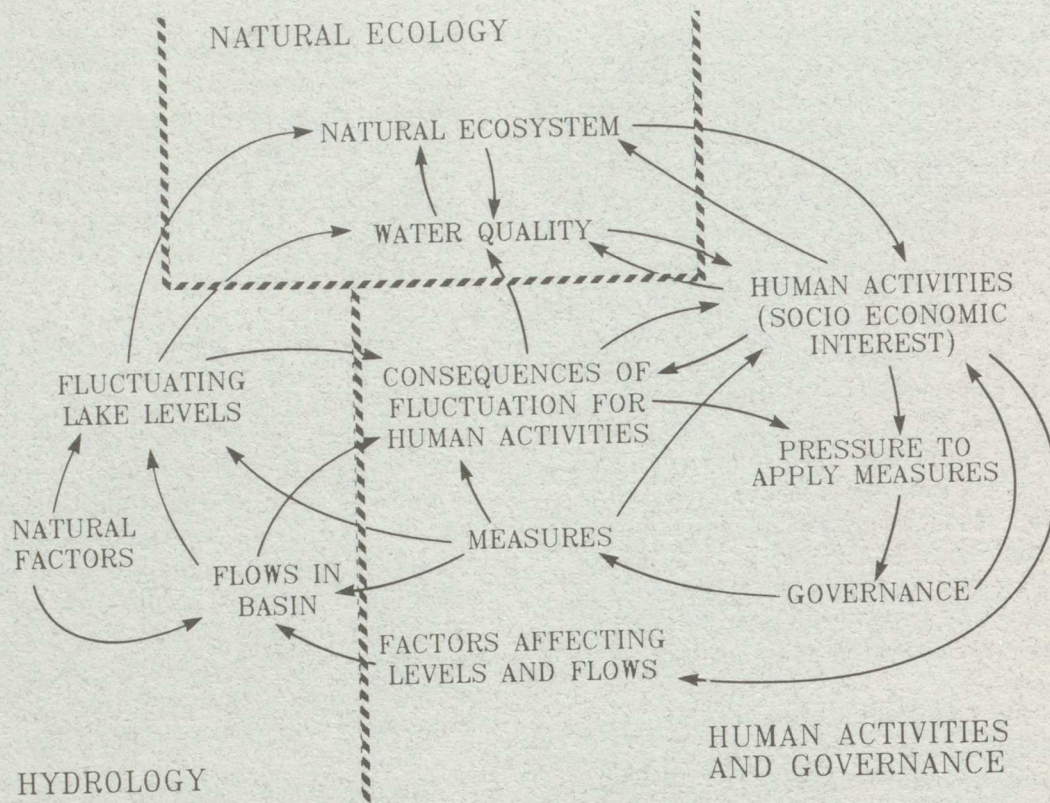 NATURAL ECOLOGY
NATURAL ECOSYSTEM
WATER QUALITY
HUMAN ACTIVITIES
(SOCIO ECONOMIC
INTEREST)
FLUCTUATING
LAKE LEVELS
CONSEQUENCES OF
FLUCTUATION FOR
HUMAN ACTIVITIES
PRESSURE TO
APPLY MEASURES
NATURAL
FACTORS
MEASURES
FLOWS IN
BASIN
GOVERNANCE
FACTORS AFFECTING
LEVELS AND FLOWS
HYDROLOGY
HUMAN ACTIVITIES
AND GOVERNANCE